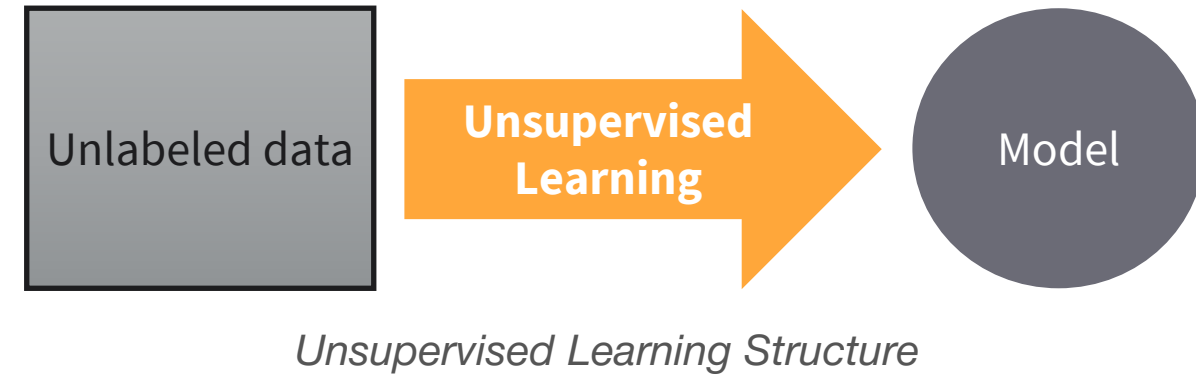 Unlabeled data
Unsupervised
Learning
Model
Unsupervised Learning Structure